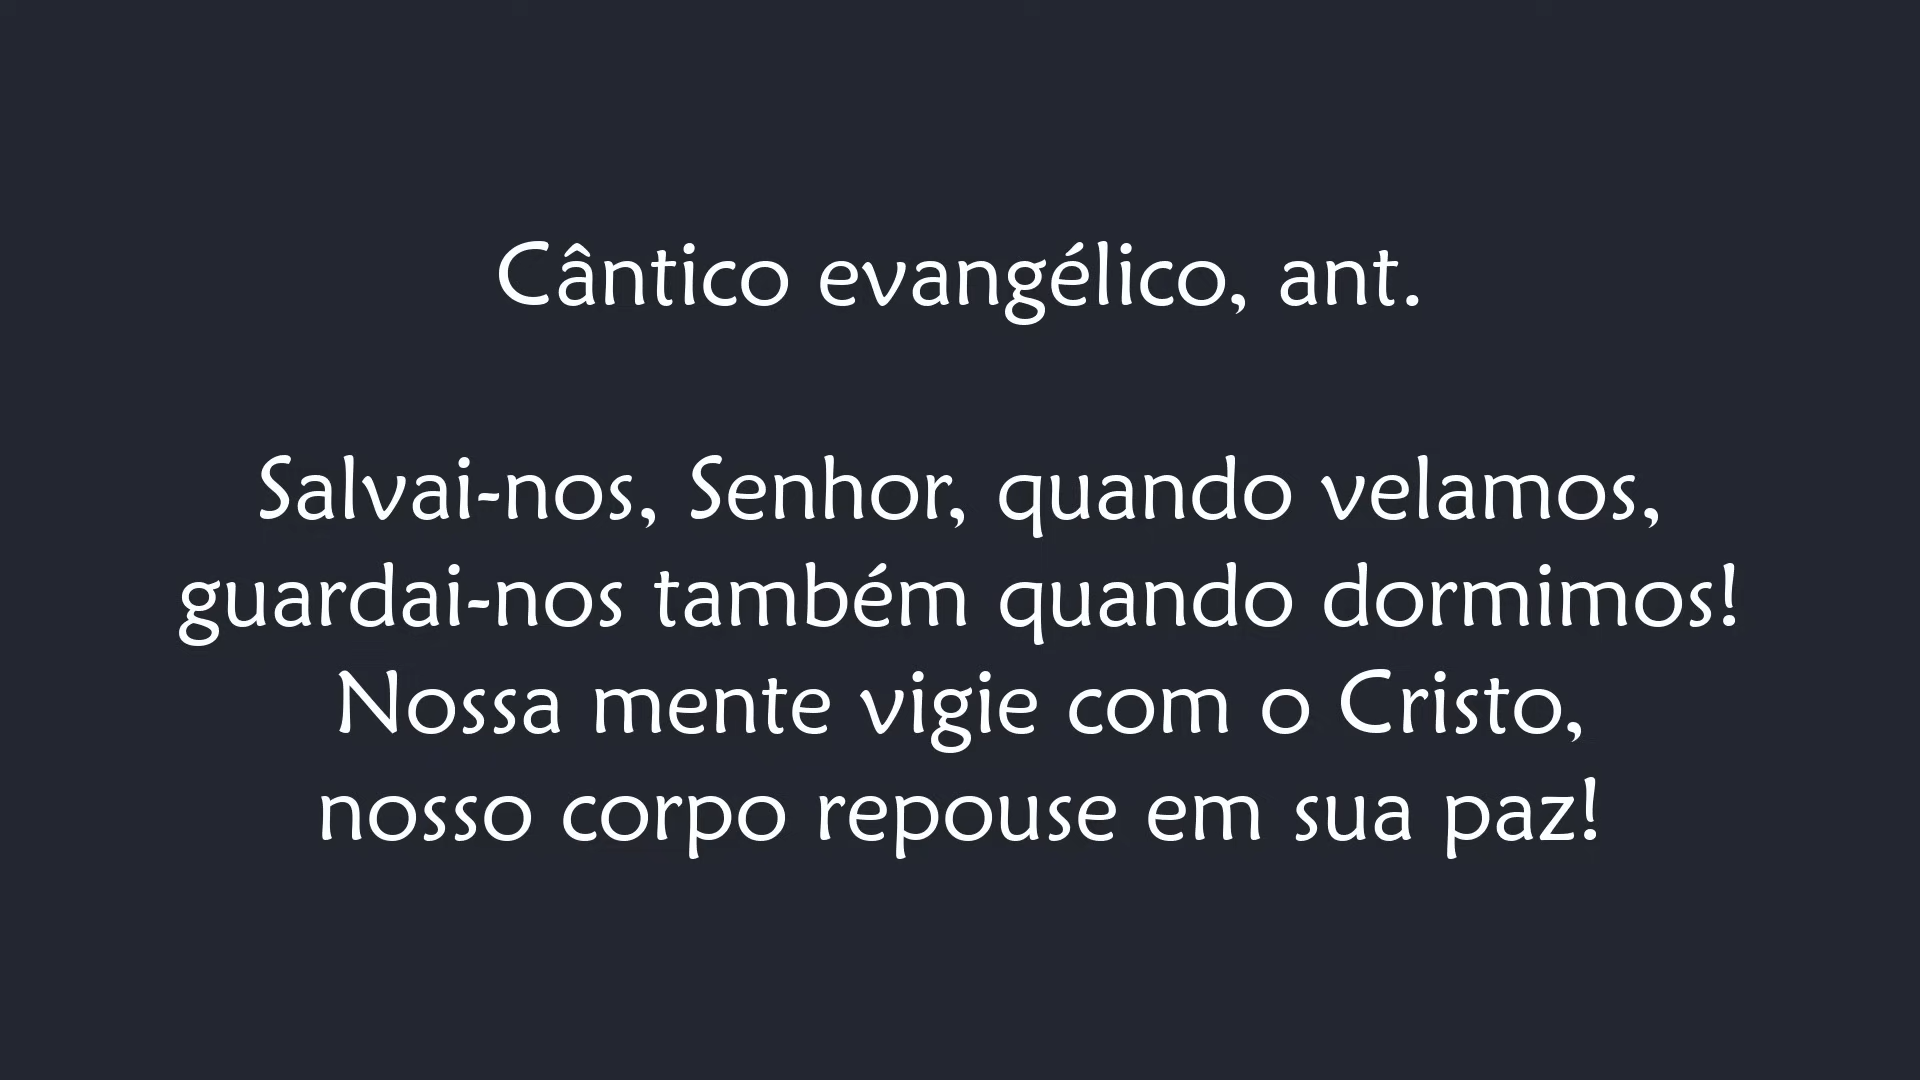 Cântico evangélico, ant.
Salvai-nos, Senhor, quando velamos,
guardai-nos também quando dormimos!
Nossa mente vigie com o Cristo,
nosso corpo repouse em sua paz!